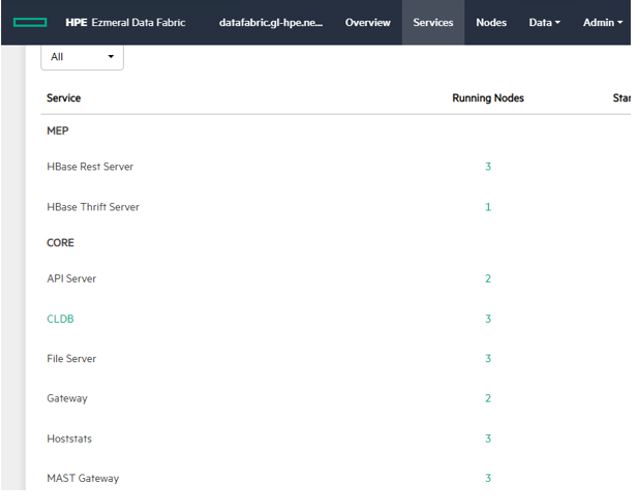 HPE Ezmeral Data Fabric datafabric.gl-hpe.ne... Overview Services Nodes Data Admin
All
Service Running Nodes Star
MEP
HBase Rest Server 3
HBase Thrift Server 1
CORE
API Server 2
CLDB 3
File Server 3
Gateway 2
Hoststats 3
MAST Gateway 3